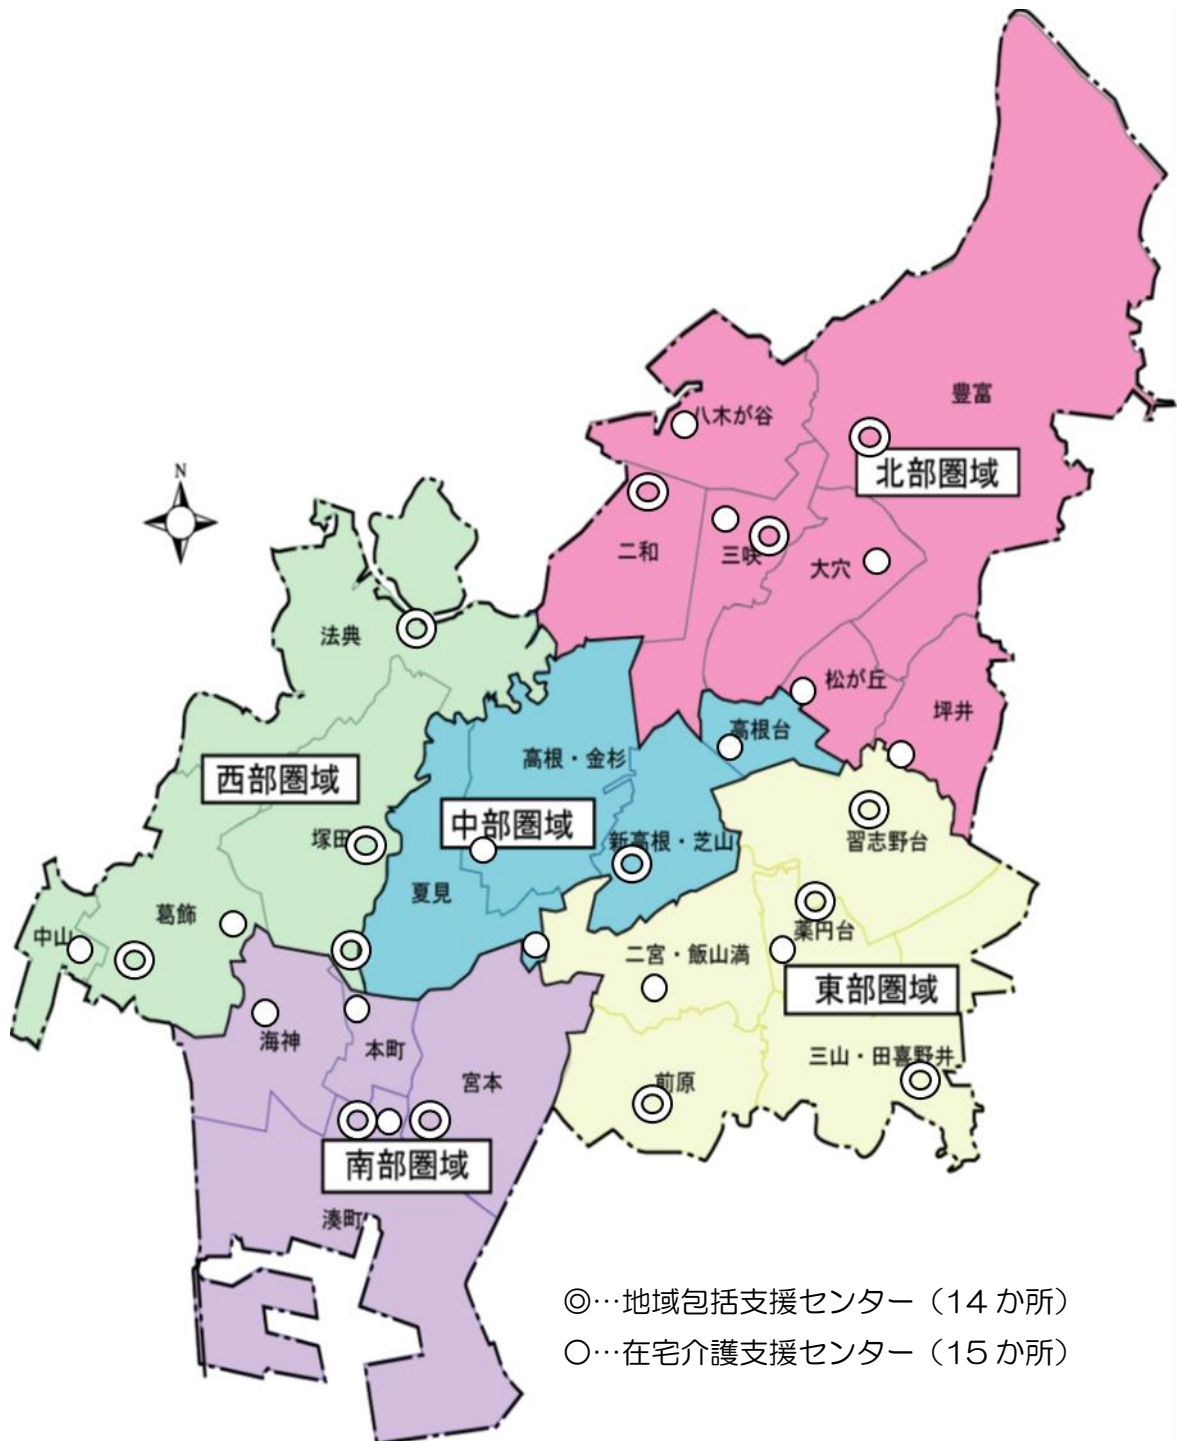 豊富
八木が谷
北部圏域
N
二和
三咲
大穴
法典
松が丘
坪井
高根台
高根・金杉
西部圏域
中部圏域
塚田
新高根・芝山
習志野台
夏見
葛飾
中山
薬円台
二宮・飯山満
東部圏域
海神
本町
三山・田喜野井
宮本
前原
南部圏域
湊町
◎…地域包括支援センター（14か所）
○…在宅介護支援センター（15か所）